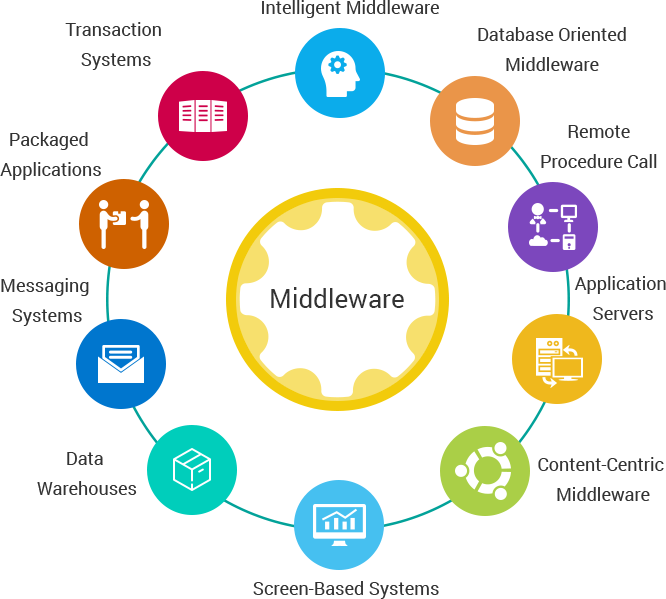 Intelligent Middleware
Transaction
Systems
Database Oriented
Middleware
Packaged
Applications
Remote
Procedure Call
Messaging
Systems
Middleware
Application
Servers
Data
Warehouses
Content-Centric
Middleware
Screen-Based Systems